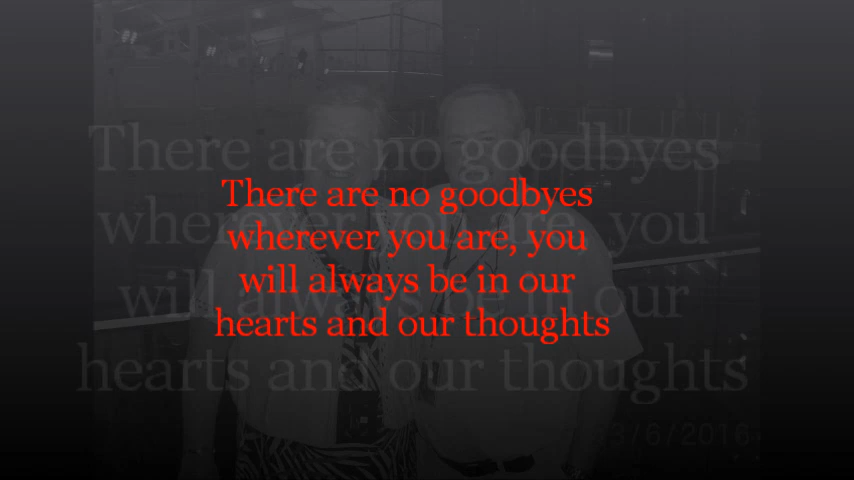 There are no goodbyes
wherever you are, you
will always be in our
hearts and our thoughts
There are no goodbyes
wherever you are, you
will always be in our
hearts and our thoughts
3/6/2016